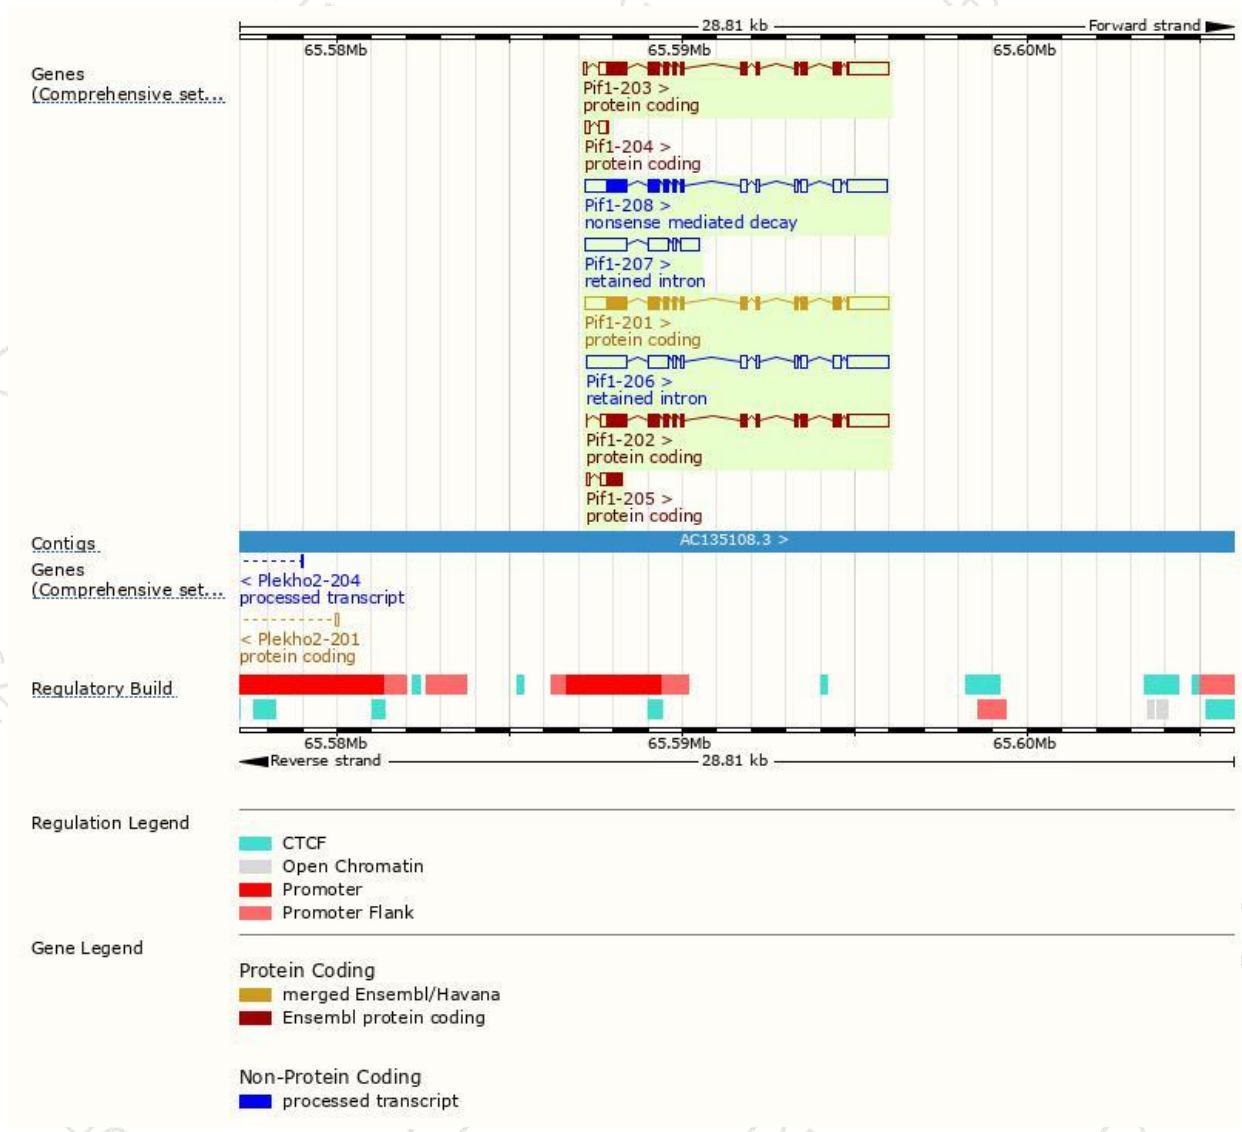 28.81 kb
Forward strand
65.58Mb 65.59Mb 65.60Mb
Genes
(Comprehensive set...
Pif1-203 >
protein coding
Pif1-204 >
protein coding
Pif1-208 >
nonsense mediated decay
Pif1-207 >
retained intron
Pif1-201 >
protein coding
Pif1-206 >
retained intron
Pif1-202 >
protein coding
Pif1-205 >
protein coding
Contigs
AC135108.3 >
Genes
(Comprehensive set...
< Plekho2-204
processed transcript
< Plekho2-201
protein coding
Regulatory Build
65.58Mb 65.59Mb 65.60Mb
Reverse strand
28.81 kb
Regulation Legend
CTCF
Open Chromatin
Promoter
Promoter Flank
Gene Legend
Protein Coding
merged Ensembl/Havana
Ensembl protein coding
Non-Protein Coding
processed transcript